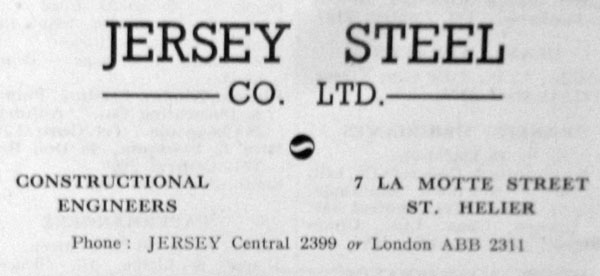 JERSEY STEEL
CO. LTD.
CONSTRUCTIONAL
ENGINEERS
7 LA MOTTE STREET
ST. HELIER
Phone : JERSEY Central 2399 or London ABB 2311